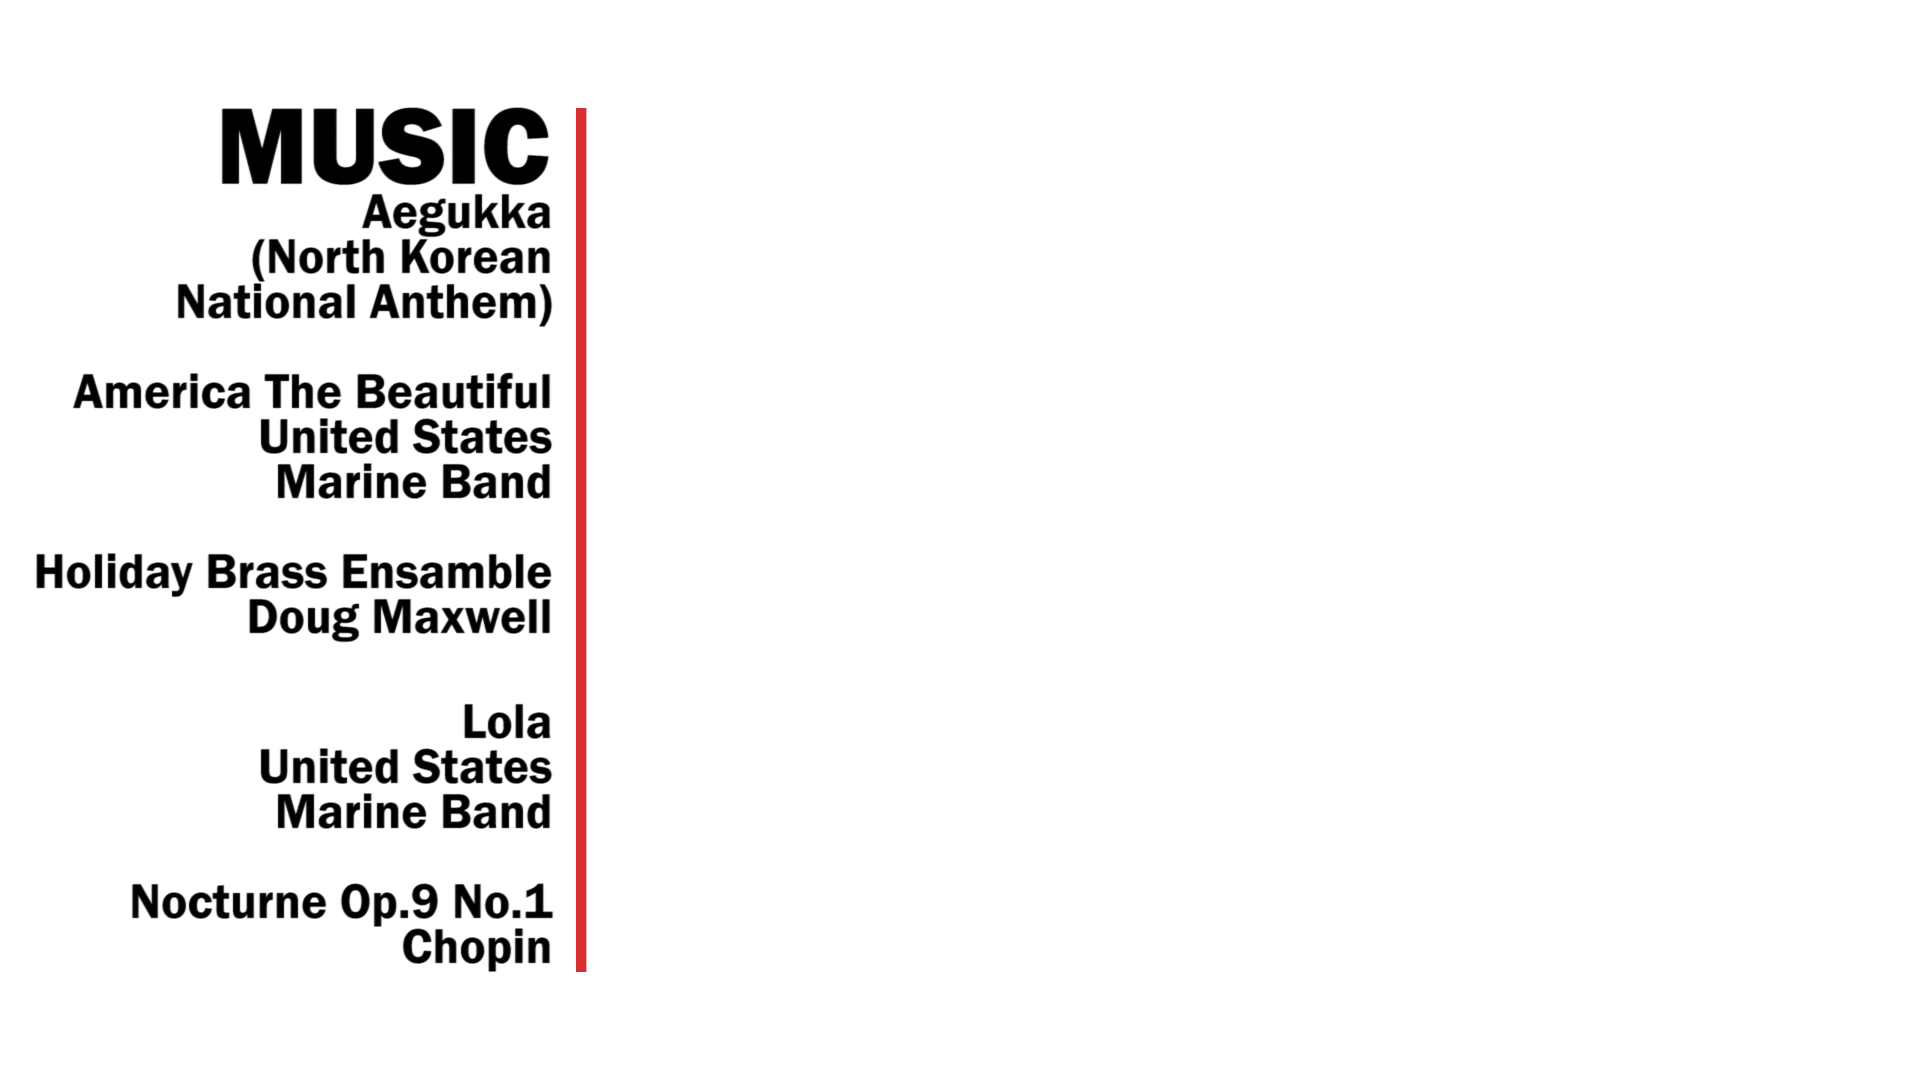 MUSIC
Aegukka
(North Korean
National Anthem)
America The Beautiful
United States
Marine Band
Holiday Brass Ensamble
Doug Maxwell
Lola
United States
Marine Band
Nocturne Op.9 No.1
Chopin